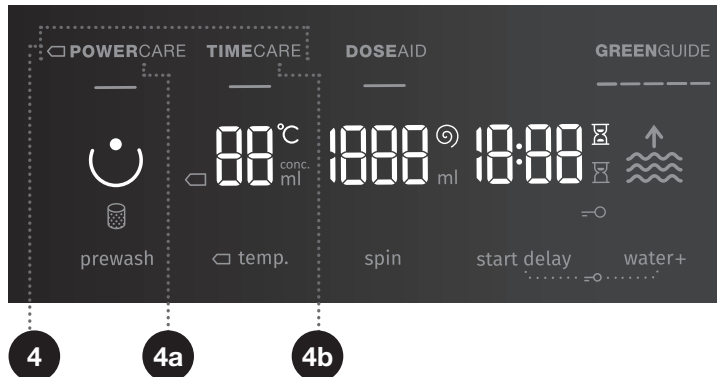 POWERCARE TIMECARE DOSEAID GREENGUIDE
88 °C conc. ml 1888 ml 18:88
prewash temp. spin start delay water+
4 4a 4b